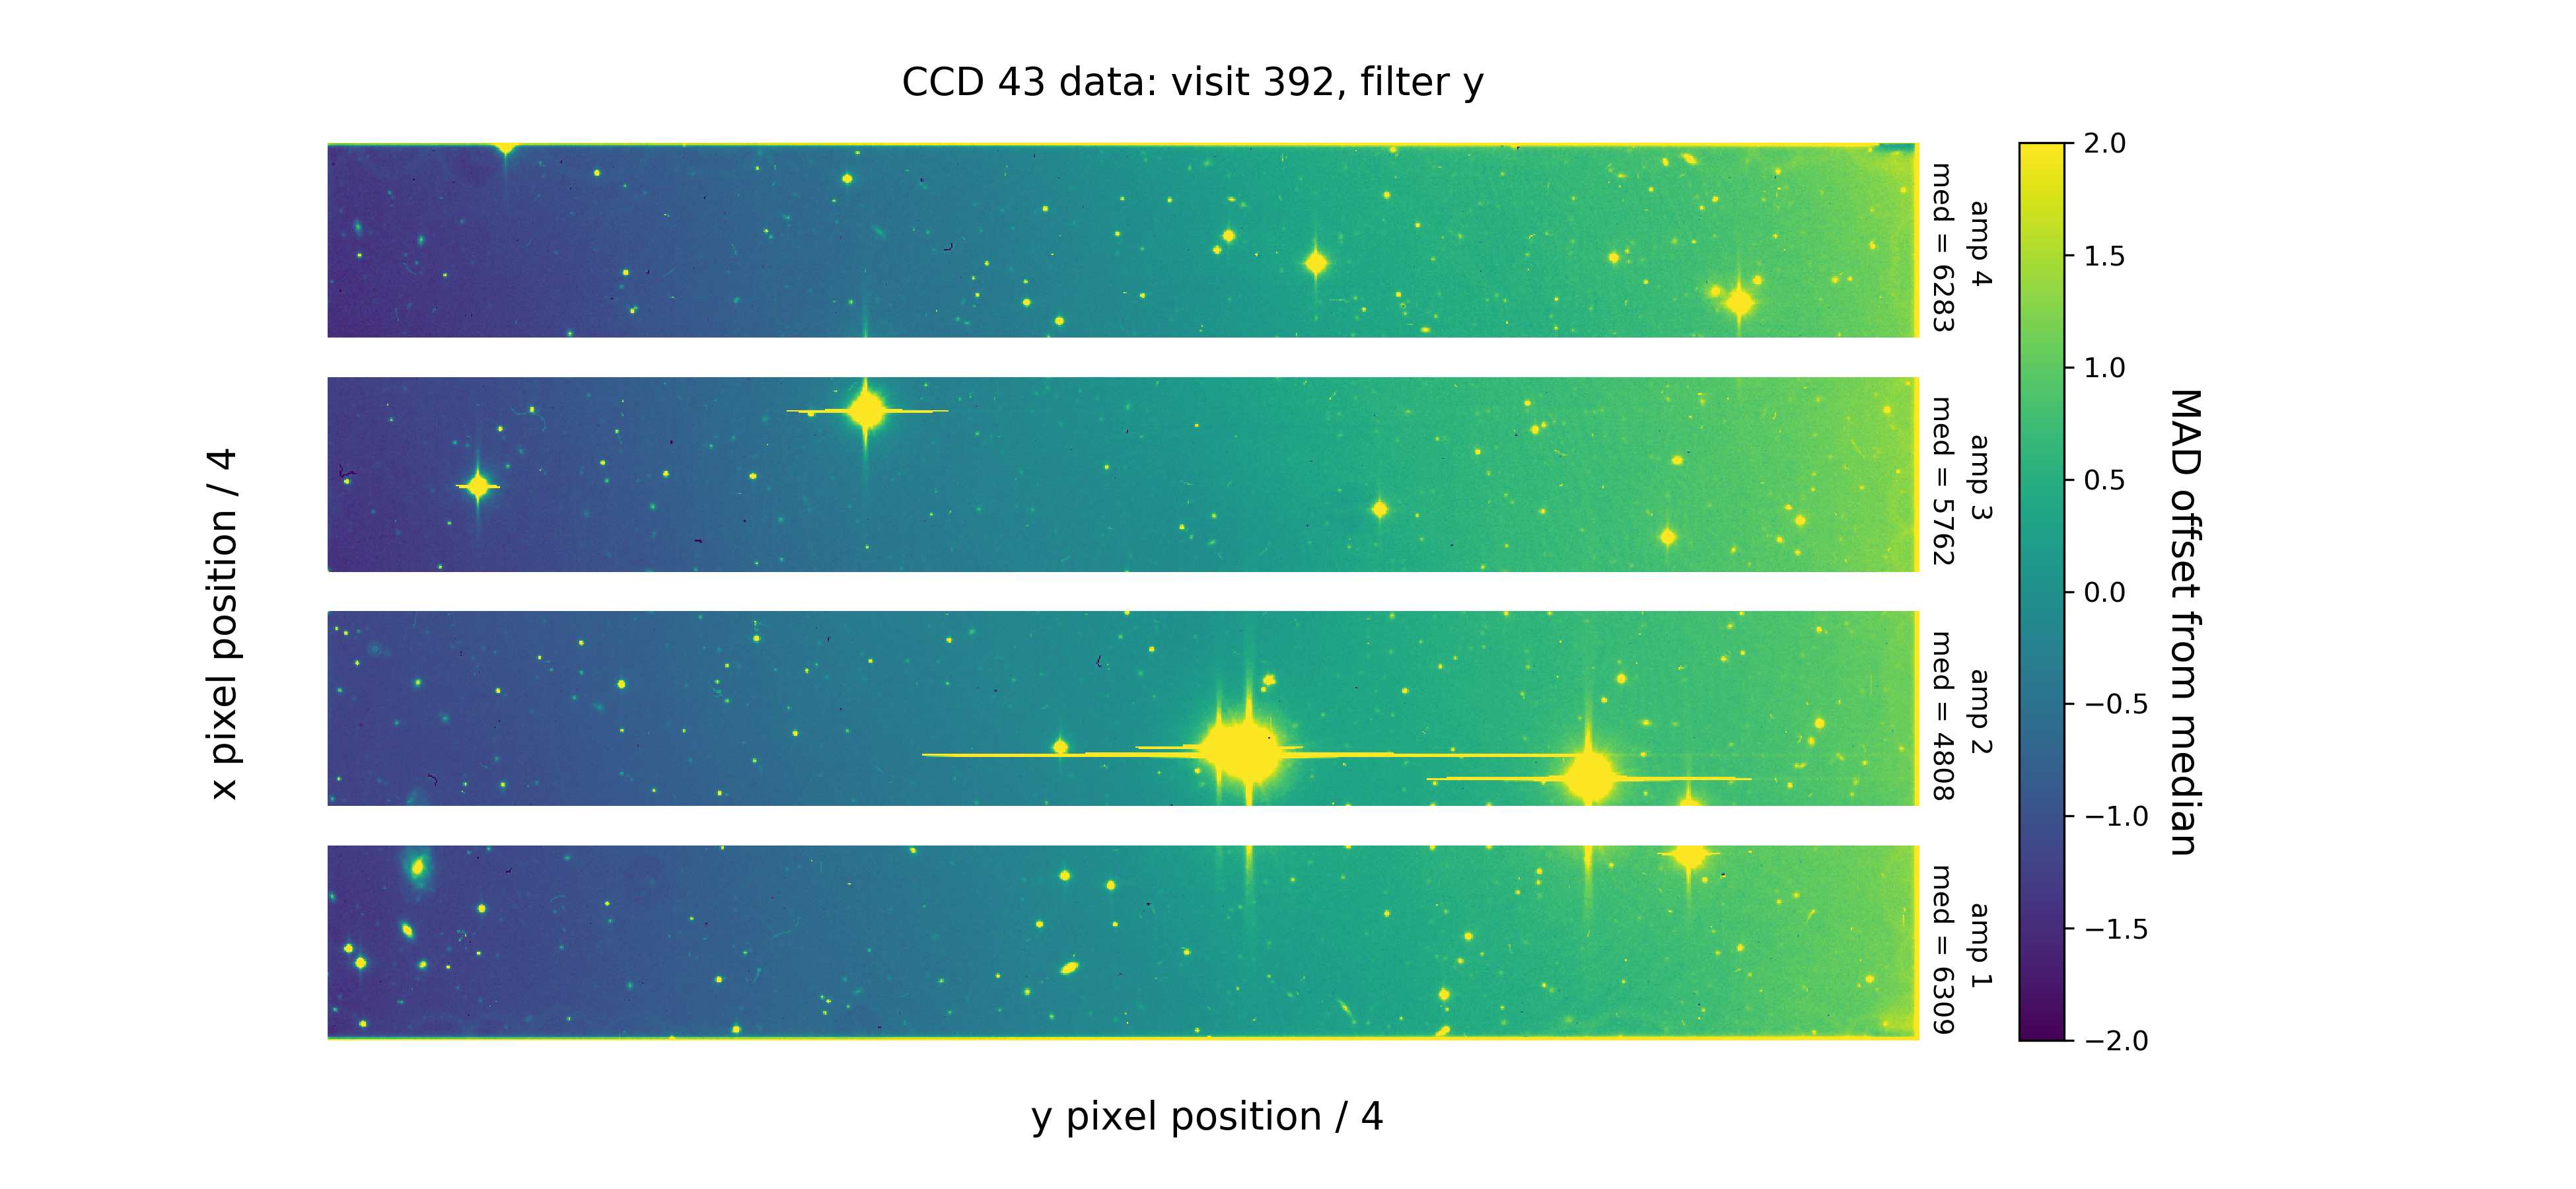 CCD 43 data: visit 392, filter y
x pixel position / 4
y pixel position / 4
amp 4
med = 6283
amp 3
med = 5762
amp 2
med = 4808
amp 1
med = 6309
2.0
1.5
1.0
0.5
0.0
−0.5
−1.0
−1.5
−2.0
MAD offset from median